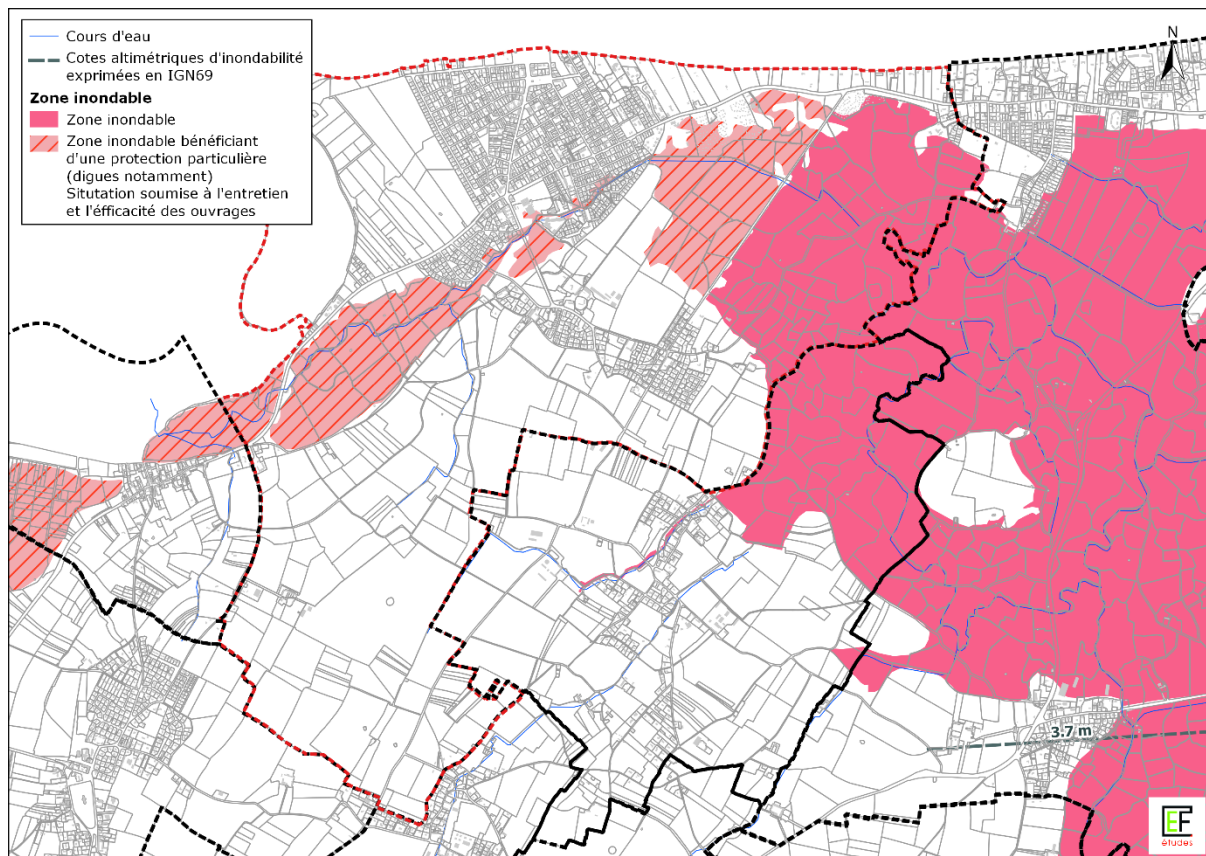 Cours d'eau
Cotes altimétriques d'inondabilité
exprimées en IGN69
Zone inondable
Zone inondable
Zone inondable bénéficiant
d'une protection particulière
(digues notamment)
Situtation soumise à l'entretien
et l'éfficacité des ouvrages
N
3.7 m
EF
études